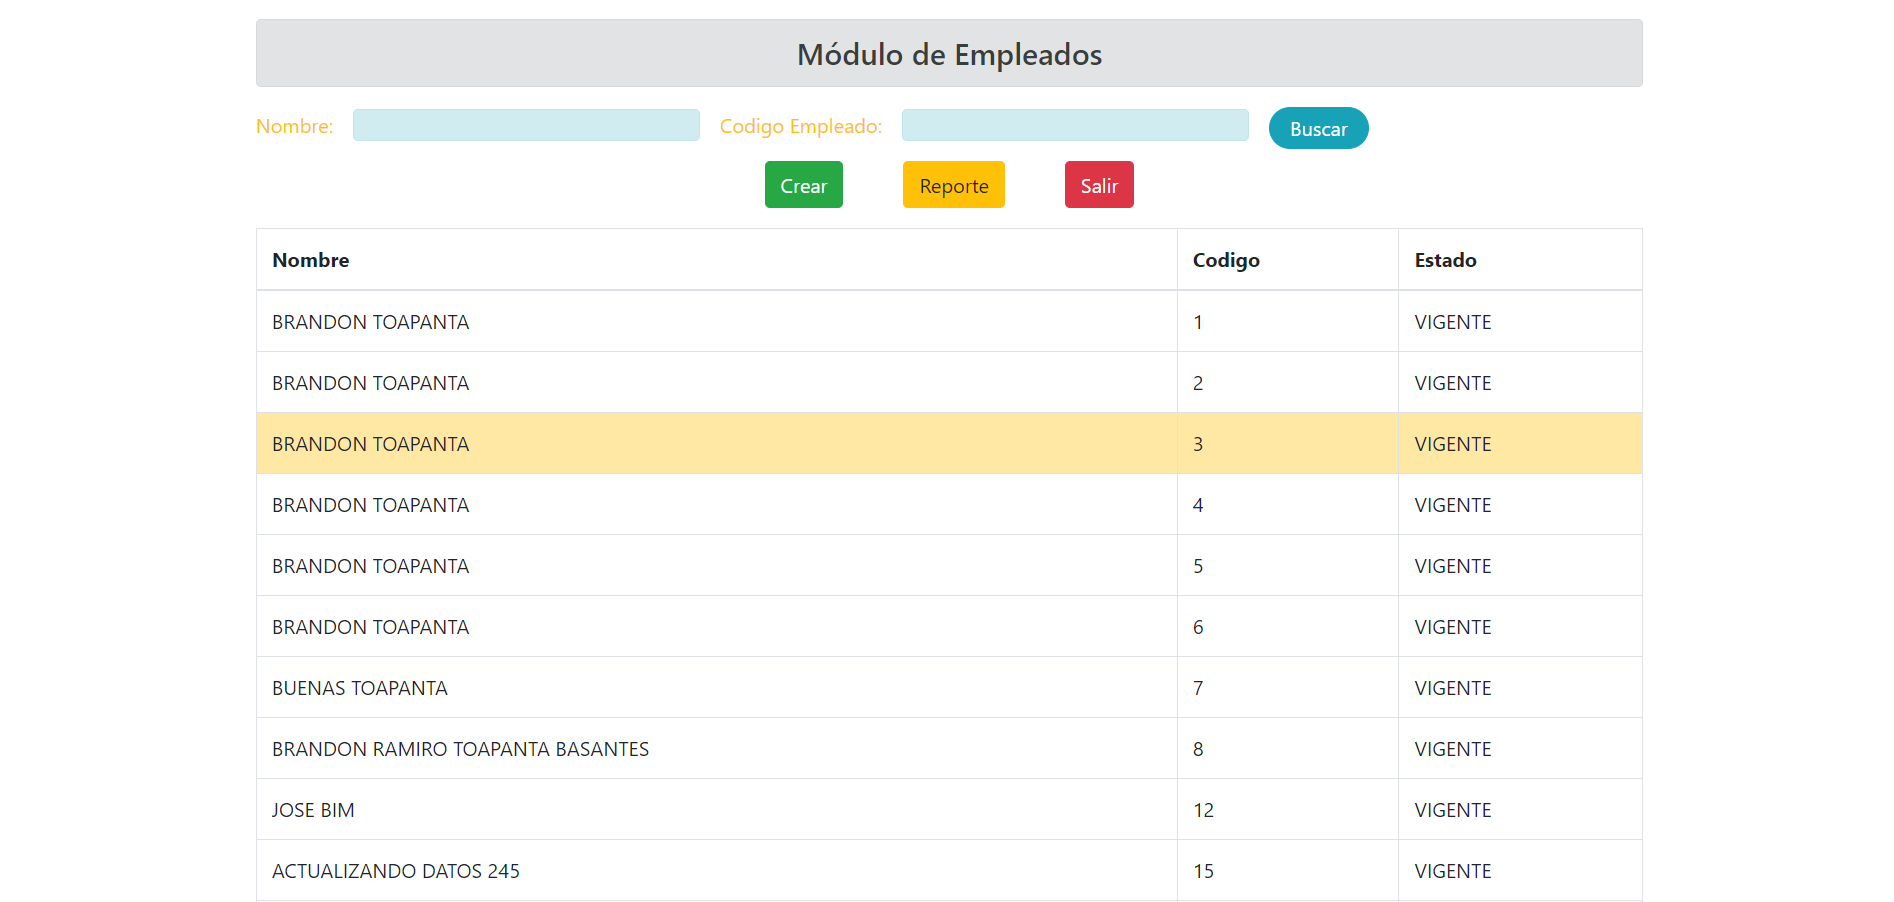 Módulo de Empleados
Nombre: Codigo Empleado: Buscar
Crear Reporte Salir
Nombre Codigo Estado
BRANDON TOAPANTA 1 VIGENTE
BRANDON TOAPANTA 2 VIGENTE
BRANDON TOAPANTA 3 VIGENTE
BRANDON TOAPANTA 4 VIGENTE
BRANDON TOAPANTA 5 VIGENTE
BRANDON TOAPANTA 6 VIGENTE
BUENAS TOAPANTA 7 VIGENTE
BRANDON RAMIRO TOAPANTA BASANTES 8 VIGENTE
JOSE BIM 12 VIGENTE
ACTUALIZANDO DATOS 245 15 VIGENTE